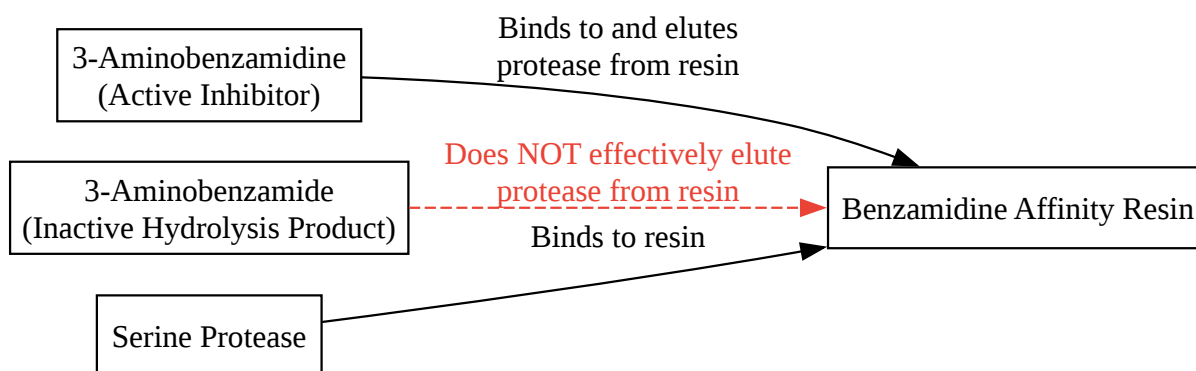 Binds to and elutes
protease from resin
3-Aminobenzamidine
(Active Inhibitor)
Does NOT effectively elute
protease from resin
3-Aminobenzamide
(Inactive Hydrolysis Product)
Benzamidine Affinity Resin
Binds to resin
Serine Protease